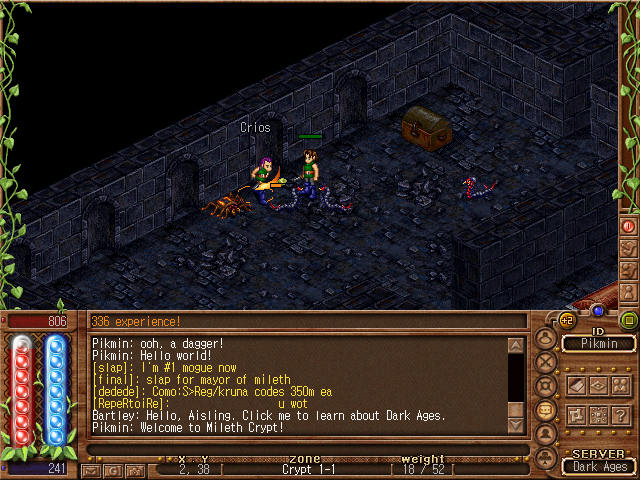 Crios
806
336 experience!
+2
ID
Pikmin
Pikmin: ooh, a dagger!
Pikmin: Hello world!
[slap]: I'm #1 mogue now
[final]: slap for mayor of mileth
[dedede]: Como:S>Reg/kruna codes 350m ea
[RepeRtoiRe]: u wot
Bartley: Hello, Aisling. Click me to learn about Dark Ages.
Pikmin: Welcome to Mileth Crypt!
?
x y zone weight
241
2, 38 Crypt 1-1 18 / 52
SERVER
Dark Ages